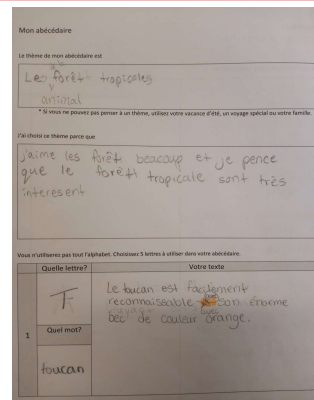 Mon abécédaire
Le thème de mon abécédaire est
Les forêt tropicales
animal
* Si vous ne pouvez pas penser à un thème, utilisez votre vacance d'été, un voyage spécial ou votre famille.
J'ai choisi ce thème parce que
j'aime les forêt beacoup et je pence
que le forêt tropicale sont très
interesent
Vous n'utiliserez pas tout l'alphabet. Choisissez 5 lettres à utiliser dans votre abécédaire.
Quelle lettre? Votre texte
T
Le toucan est facilement
reconnaissable son énorme
bec de couleur orange.
1 Quel mot?
toucan